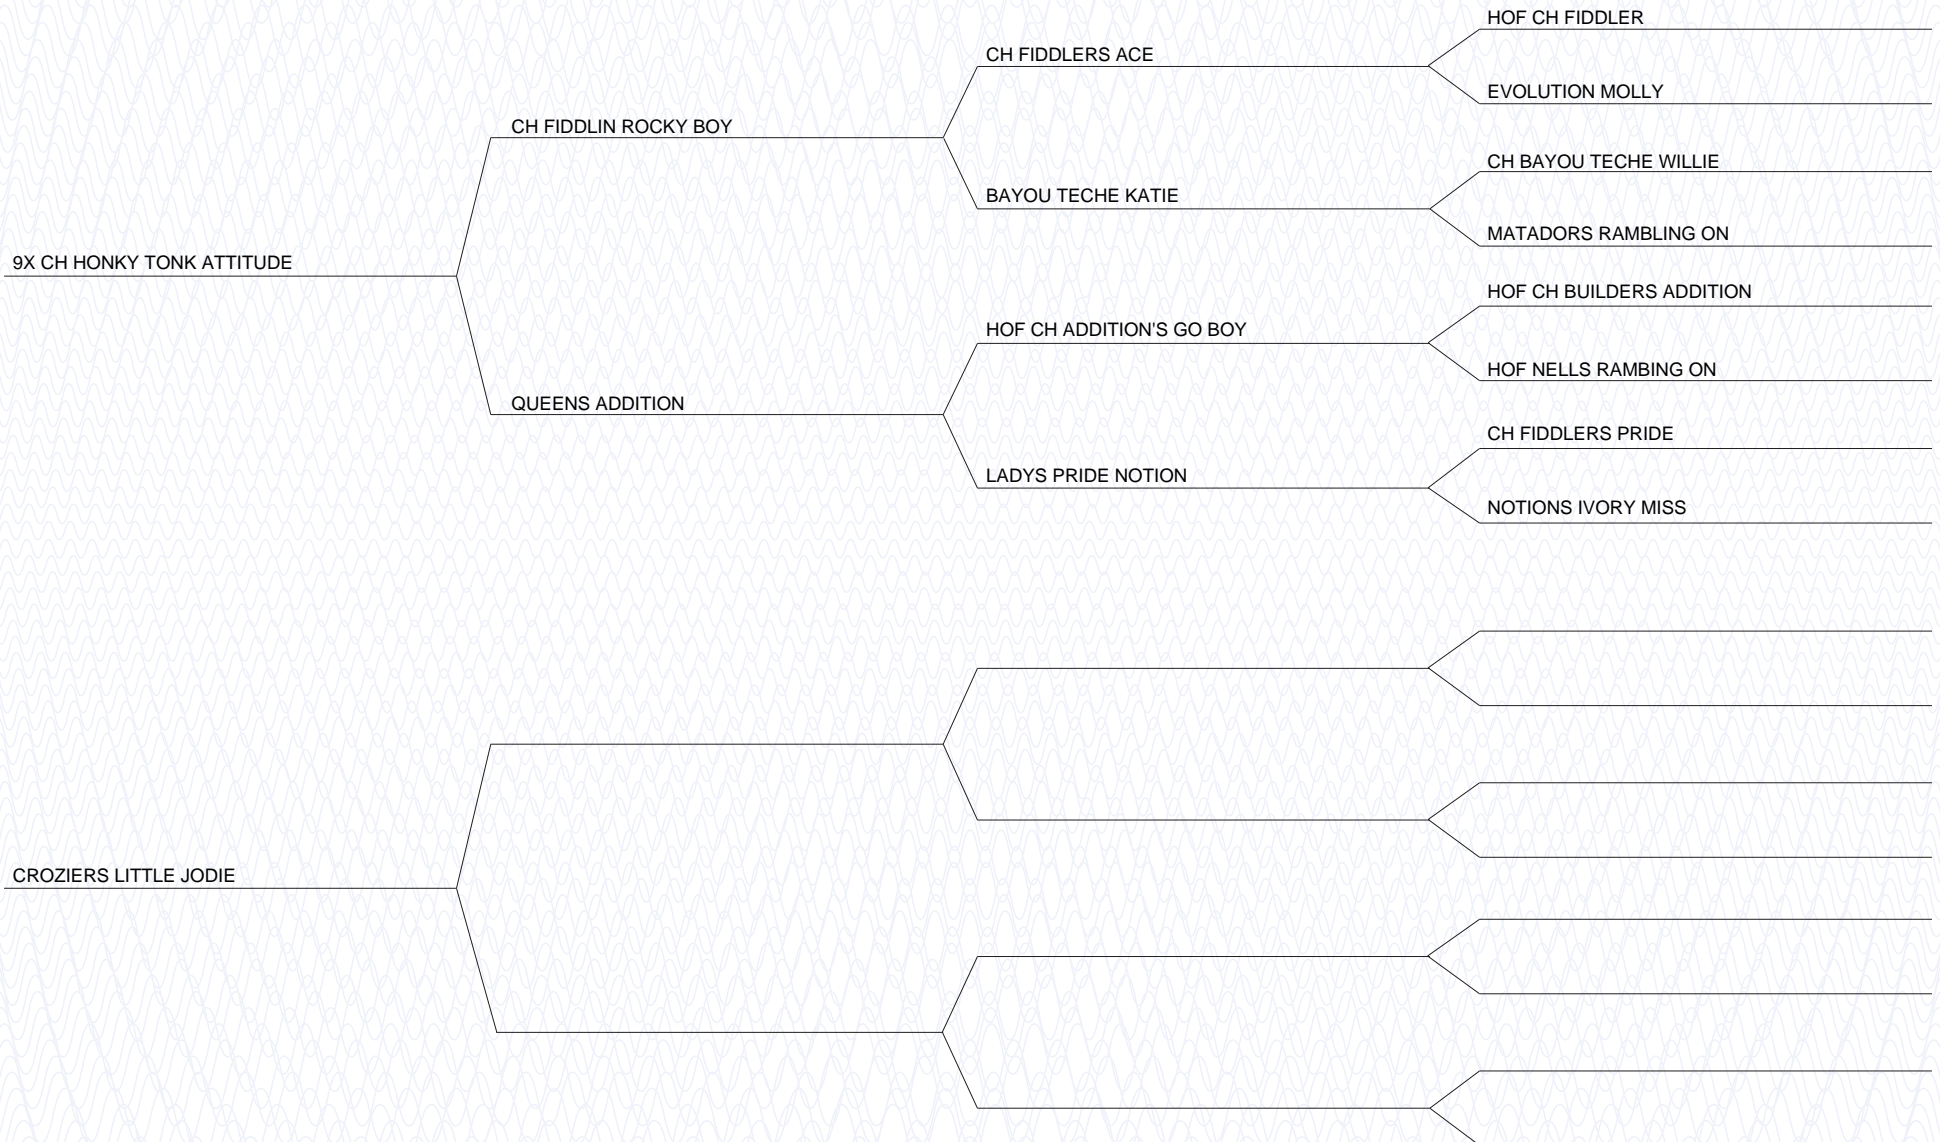 HOF CH FIDDLER
CH FIDDLERS ACE
EVOLUTION MOLLY
CH FIDDLIN ROCKY BOY
CH BAYOU TECHE WILLIE
BAYOU TECHE KATIE
MATADORS RAMBLING ON
9X CH HONKY TONK ATTITUDE
HOF CH BUILDERS ADDITION
HOF CH ADDITION'S GO BOY
HOF NELLS RAMBING ON
QUEENS ADDITION
CH FIDDLERS PRIDE
LADYS PRIDE NOTION
NOTIONS IVORY MISS
CROZIERS LITTLE JODIE